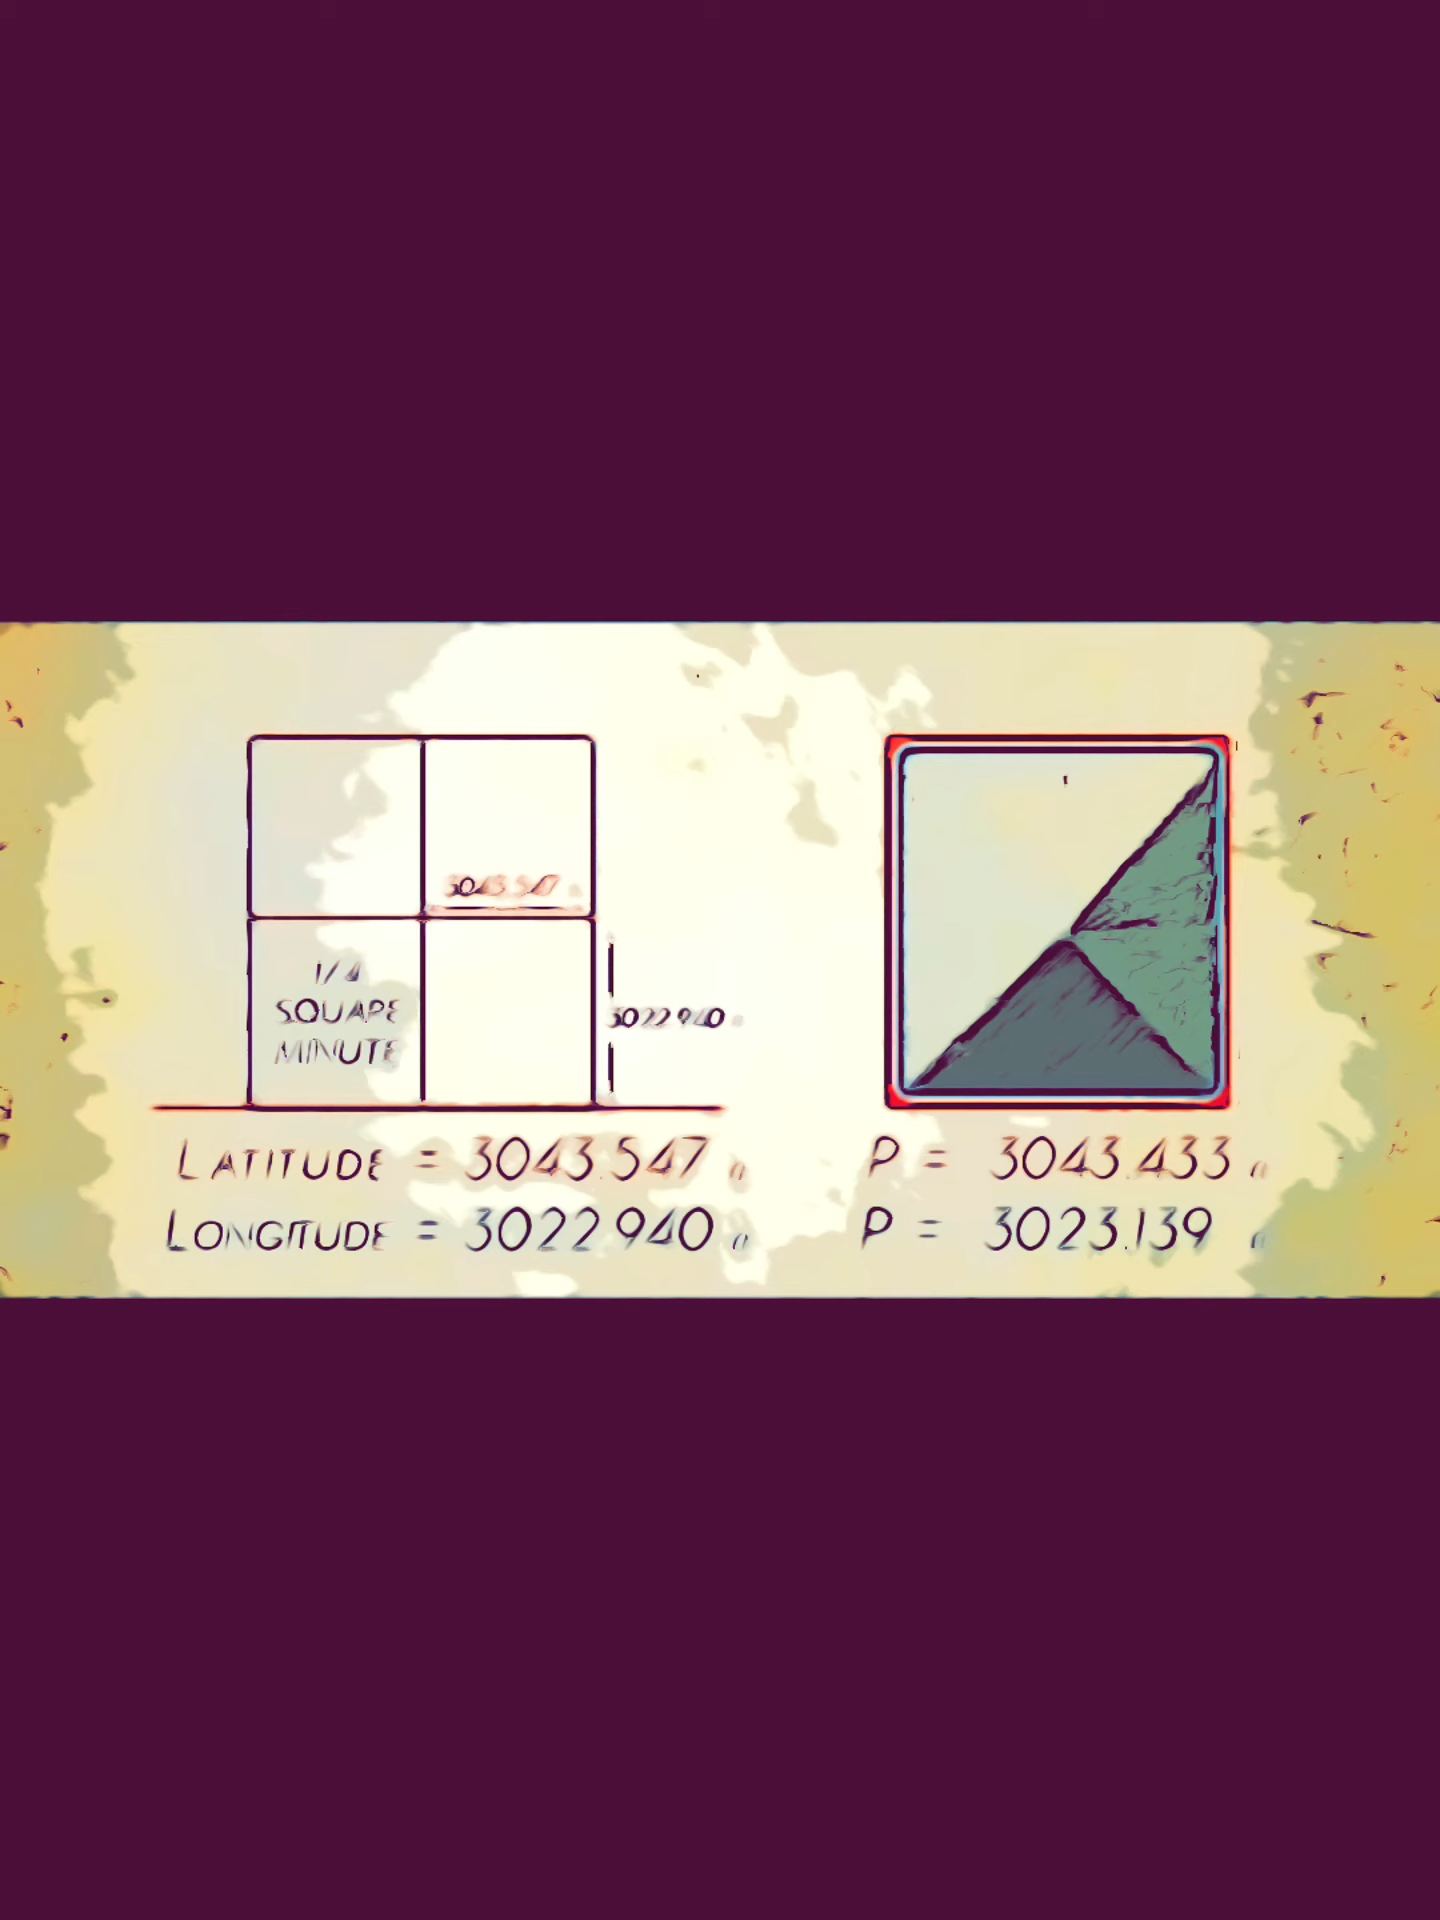 3043.547
1/4
SQUARE
MINUTE
3022.940
LATITUDE = 3043.547
LONGITUDE = 3022.940
P = 3043.433
P = 3023.139